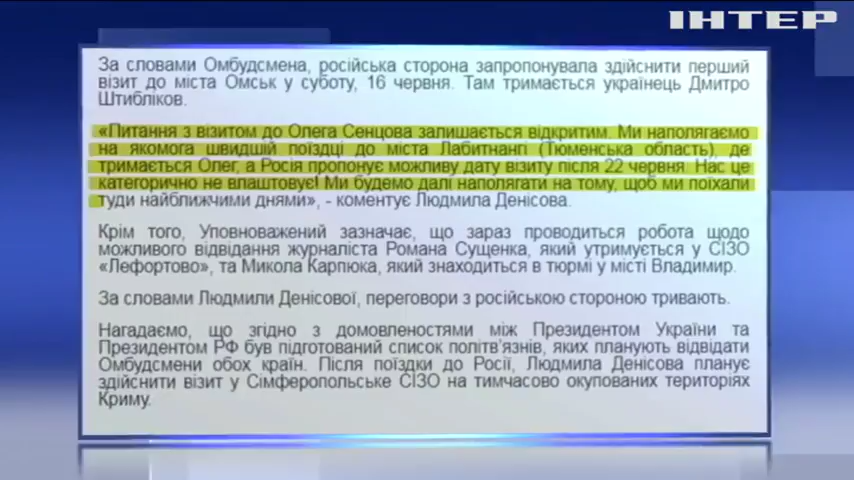 ІНТЕР
За словами Омбудсмена, російська сторона запропонувала здійснити перший
візит до міста Омськ у суботу, 16 червня. Там тримається українець Дмитро
Штибліков.
«Питання з візитом до Олега Сенцова залишається відкритим. Ми наполягаємо
на якомога швидшій поїздці до міста Лабитнангі (Тюменська область), де
тримається Олег, а Росія пропонує можливу дату візиту після 22 червня. Нас це
категорично не влаштовує! Ми будемо далі наполягати на тому, щоб ми поїхали
туди найближчими днями», - коментує Людмила Денісова.
Крім того, Уповноважений зазначає, що зараз проводиться робота щодо
можливого відвідання журналіста Романа Сущенка, який утримується у СІЗО
«Лефортово», та Микола Карпюка, який знаходиться в тюрмі у місті Владимир.
За словами Людмили Денісової, переговори з російською стороною тривають.
Нагадаємо, що згідно з домовленостями між Президентом України та
Президентом РФ був підготований список політв’язнів, яких планують відвідати
Омбудсмени обох країн. Після поїздки до Росії, Людмила Денісова планує
здійснити візит у Сімферопольське СІЗО на тимчасово окупованих територіях
Криму.